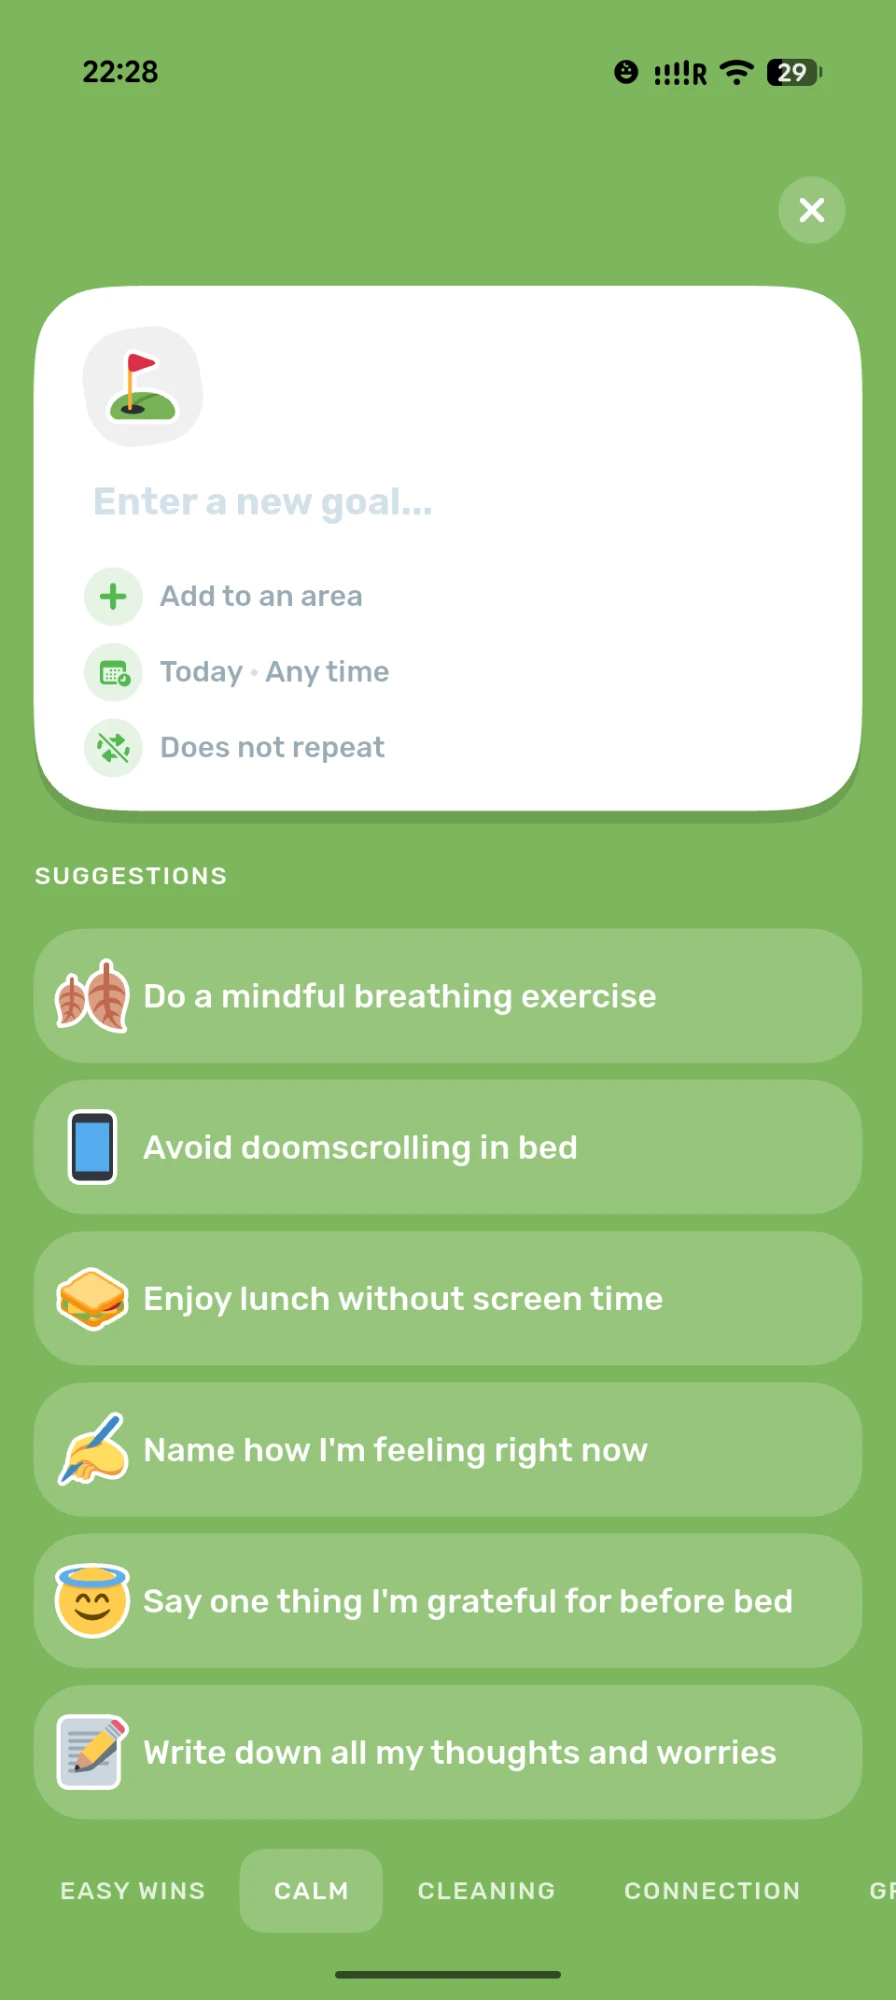 22:28
R
29
Enter a new goal...
Add to an area
Today · Any time
Does not repeat
SUGGESTIONS
Do a mindful breathing exercise
Avoid doomscrolling in bed
Enjoy lunch without screen time
Name how I'm feeling right now
Say one thing I'm grateful for before bed
Write down all my thoughts and worries
EASY WINS CALM CLEANING CONNECTION